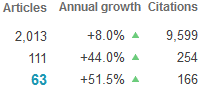 Articles Annual growth Citations
2,013 +8.0% ▲ 9,599
111 +44.0% ▲ 254
63 +51.5% ▲ 166